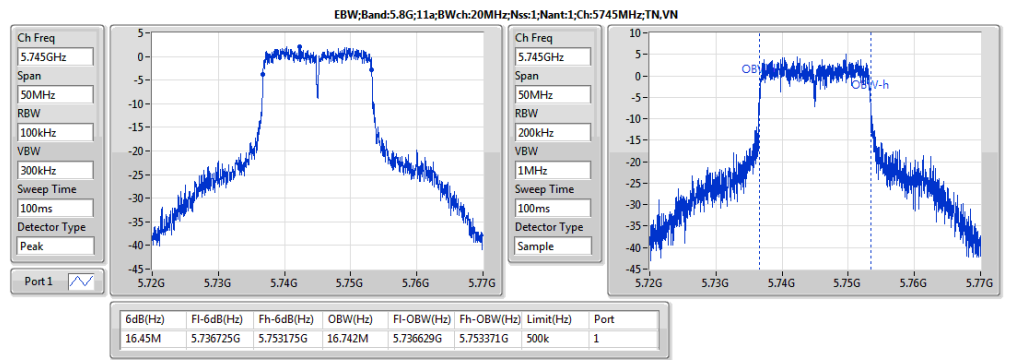 EBW;Band:5.8G;11a;BWch:20MHz;Nss:1;Nant:1;Ch:5745MHz;TN,VN
Ch Freq
5.745GHz
Span
50MHz
RBW
100kHz
VBW
300kHz
Sweep Time
100ms
Detector Type
Peak
Port 1
5
0
-5
-10
-15
-20
-25
-30
-35
-40
-45
5.72G 5.73G 5.74G 5.75G 5.76G 5.77G
Ch Freq
5.745GHz
Span
50MHz
RBW
200kHz
VBW
1MHz
Sweep Time
100ms
Detector Type
Sample
10
5
0
-5
-10
-15
-20
-25
-30
-35
-40
-45
OB
OBW-h
5.72G 5.73G 5.74G 5.75G 5.76G 5.77G
6dB(Hz) Fl-6dB(Hz) Fh-6dB(Hz) OBW(Hz) Fl-OBW(Hz) Fh-OBW(Hz) Limit(Hz) Port
16.45M 5.736725G 5.753175G 16.742M 5.736629G 5.753371G 500k 1